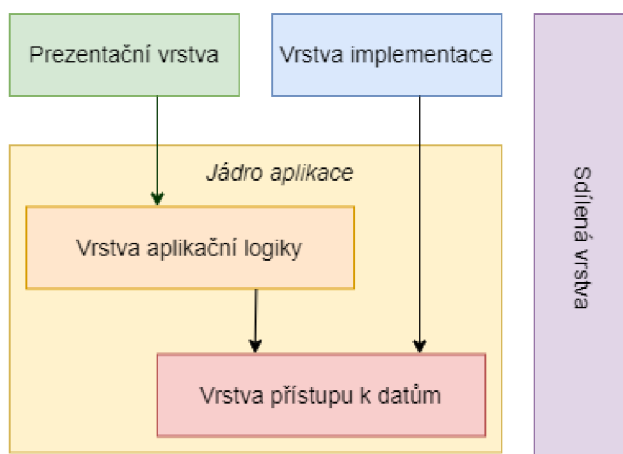 Prezentační vrstva
Vrstva implementace
Jádro aplikace
Vrstva aplikační logiky
Vrstva přístupu k datům
Sdílená vrstva